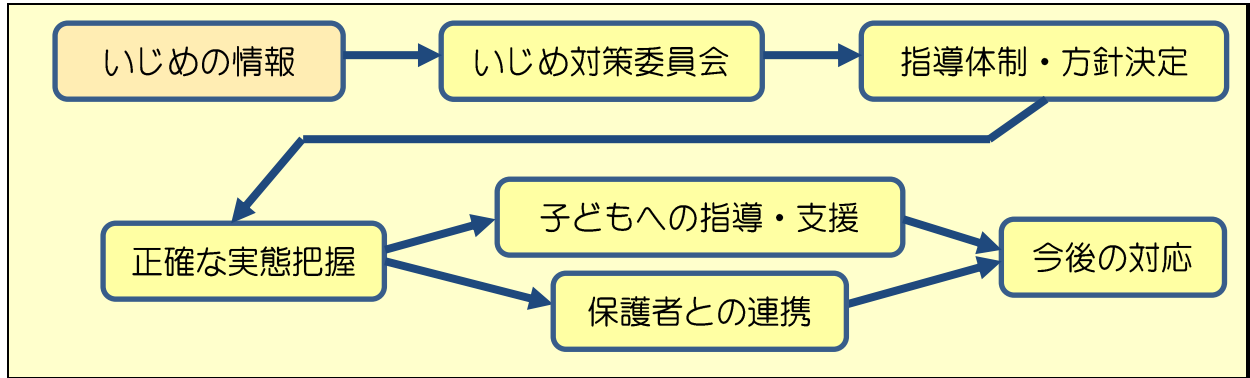 いじめの情報
いじめ対策委員会
指導体制・方針決定
正確な実態把握
子どもへの指導・支援
保護者との連携
今後の対応